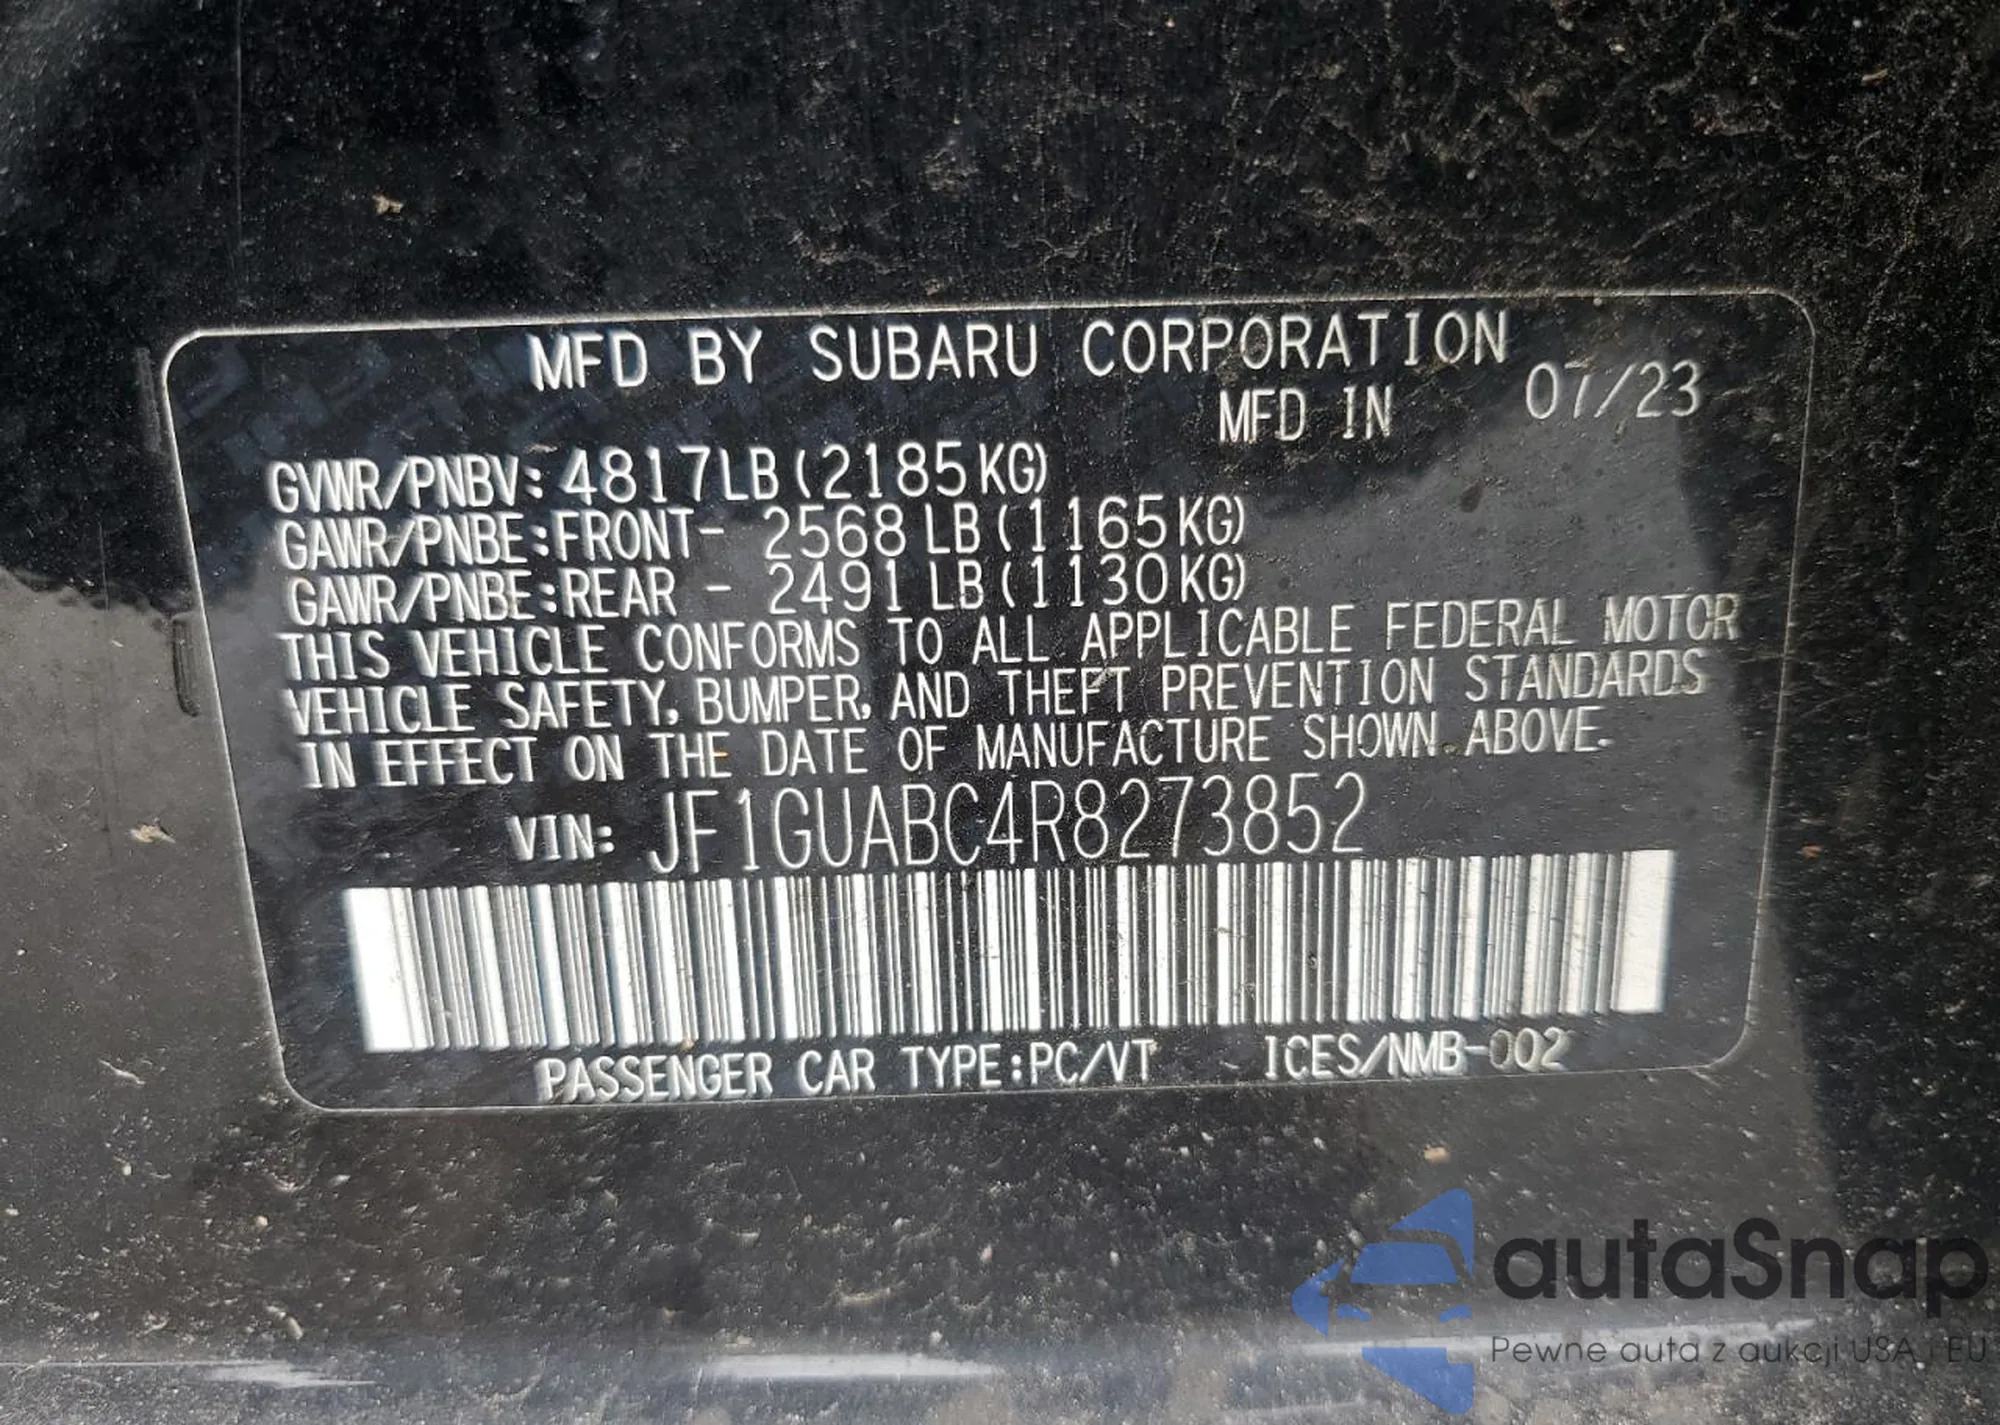 MFD BY SUBARU CORPORATION
MFD IN 07/23
GVWR/PNBV: 4817LB(2185KG)
GAWR/PNBE:FRONT- 2568 LB(1165KG)
GAWR/PNBE:REAR - 2491 LB(1130KG)
THIS VEHICLE CONFORMS TO ALL APPLICABLE FEDERAL MOTOR
VEHICLE SAFETY, BUMPER, AND THEFT PREVENTION STANDARDS
IN EFFECT ON THE DATE OF MANUFACTURE SHOWN ABOVE.
VIN: JF1GUABC4R8273852
PASSENGER CAR TYPE:PC/VT ICES/NMB-002
autaSnap
Pewne auta z aukcji USA i EU